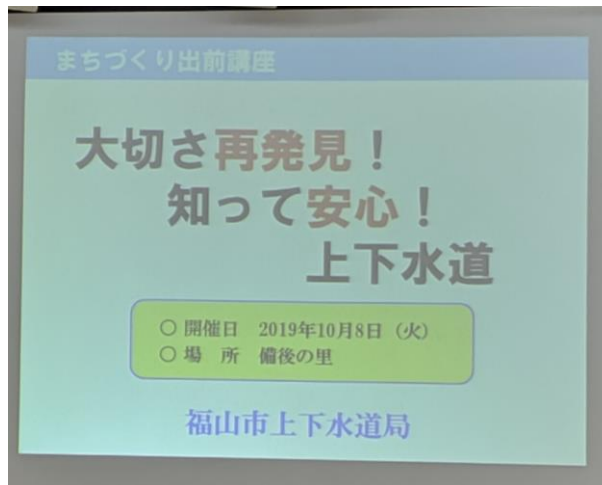 まちづくり出前講座
大切さ再発見！
知って安心！
上下水道
○ 開催日　2019年10月8日（火）
○ 場　所　備後の里
福山市上下水道局